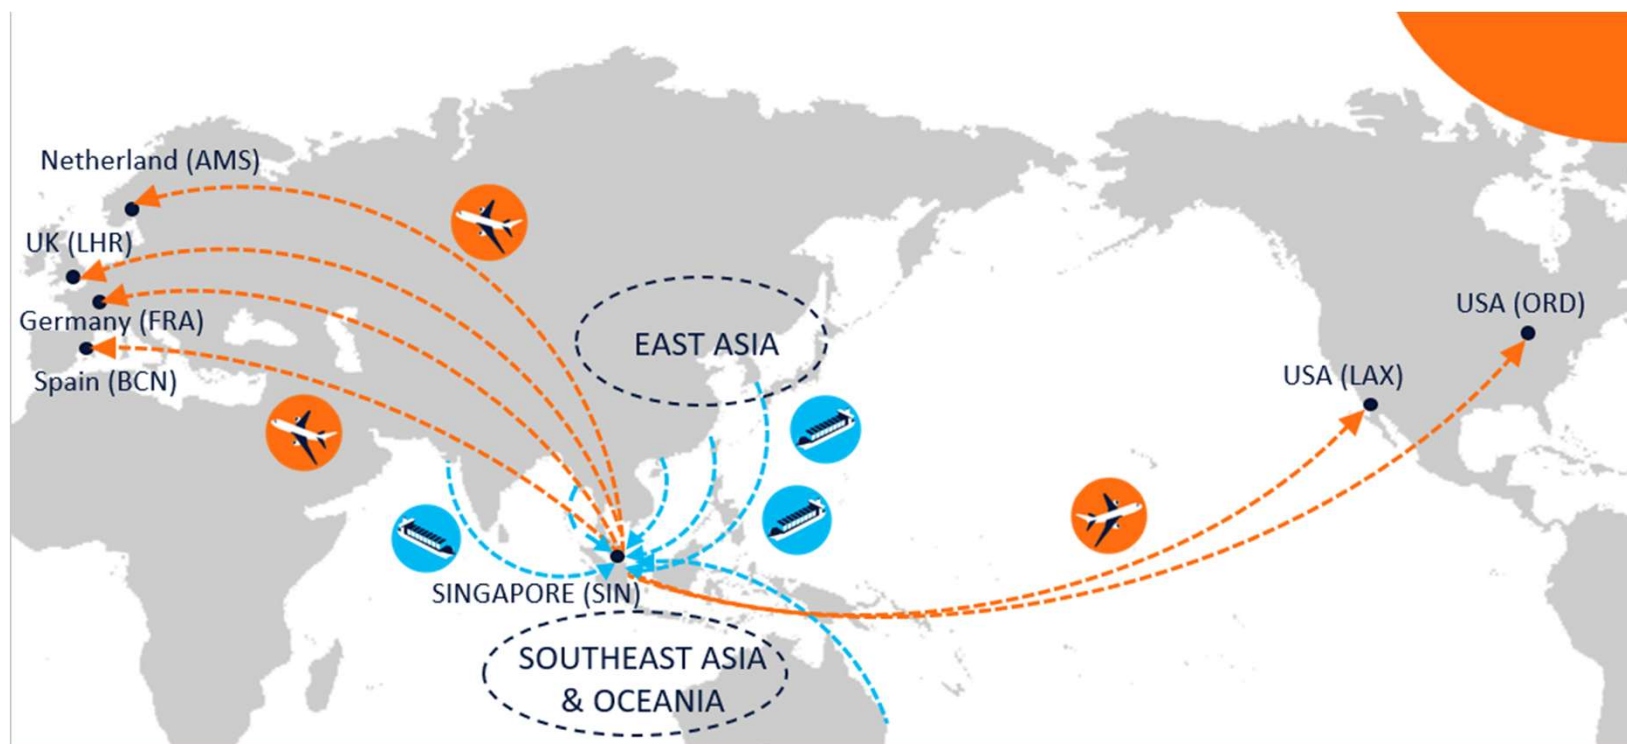 Netherland (AMS)
UK (LHR)
Germany (FRA)
Spain (BCN)
EAST ASIA
USA (ORD)
USA (LAX)
SINGAPORE (SIN)
SOUTHEAST ASIA
& OCEANIA